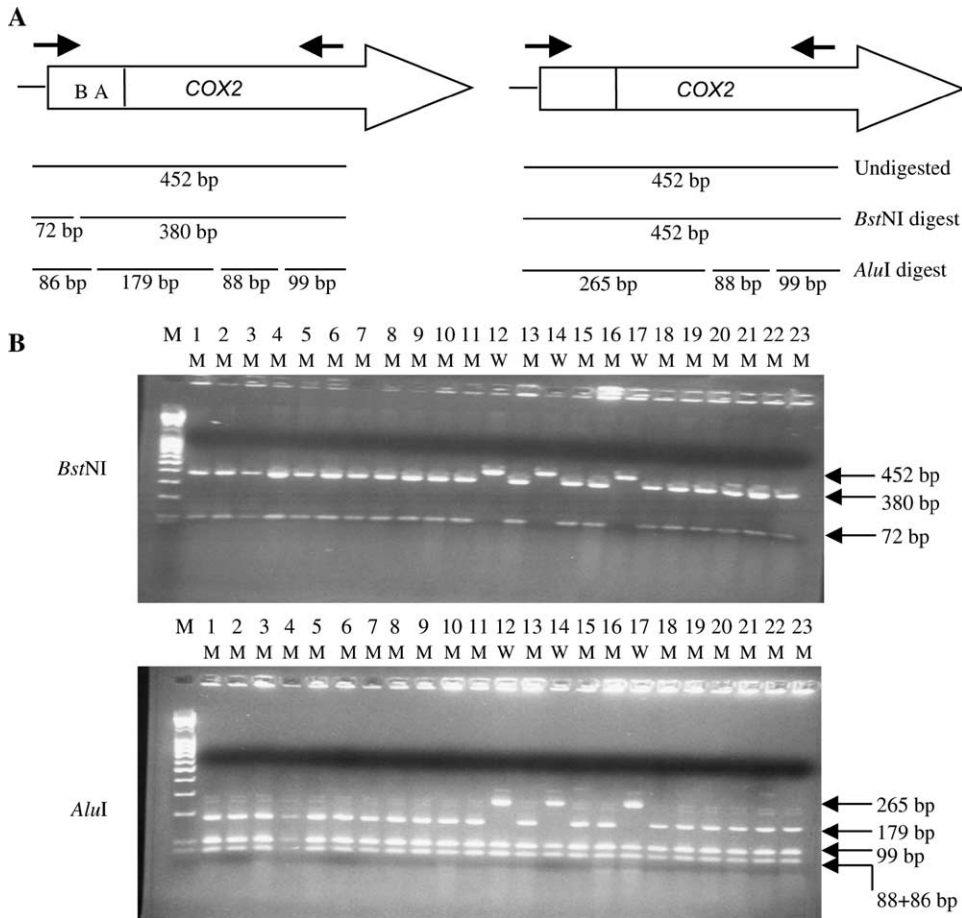 A
B A COX2
COX2
452 bp
452 bp
Undigested
72 bp 380 bp
452 bp
BstNI digest
86 bp 179 bp 88 bp 99 bp
265 bp 88 bp 99 bp
AluI digest
B
M 1 2 3 4 5 6 7 8 9 10 11 12 13 14 15 16 17 18 19 20 21 22 23
M M M M M M M M M M M W M W M M W M M M M M M
BstNI
452 bp
380 bp
72 bp
M 1 2 3 4 5 6 7 8 9 10 11 12 13 14 15 16 17 18 19 20 21 22 23
M M M M M M M M M M M W M W M M W M M M M M M
AluI
265 bp
179 bp
99 bp
88+86 bp